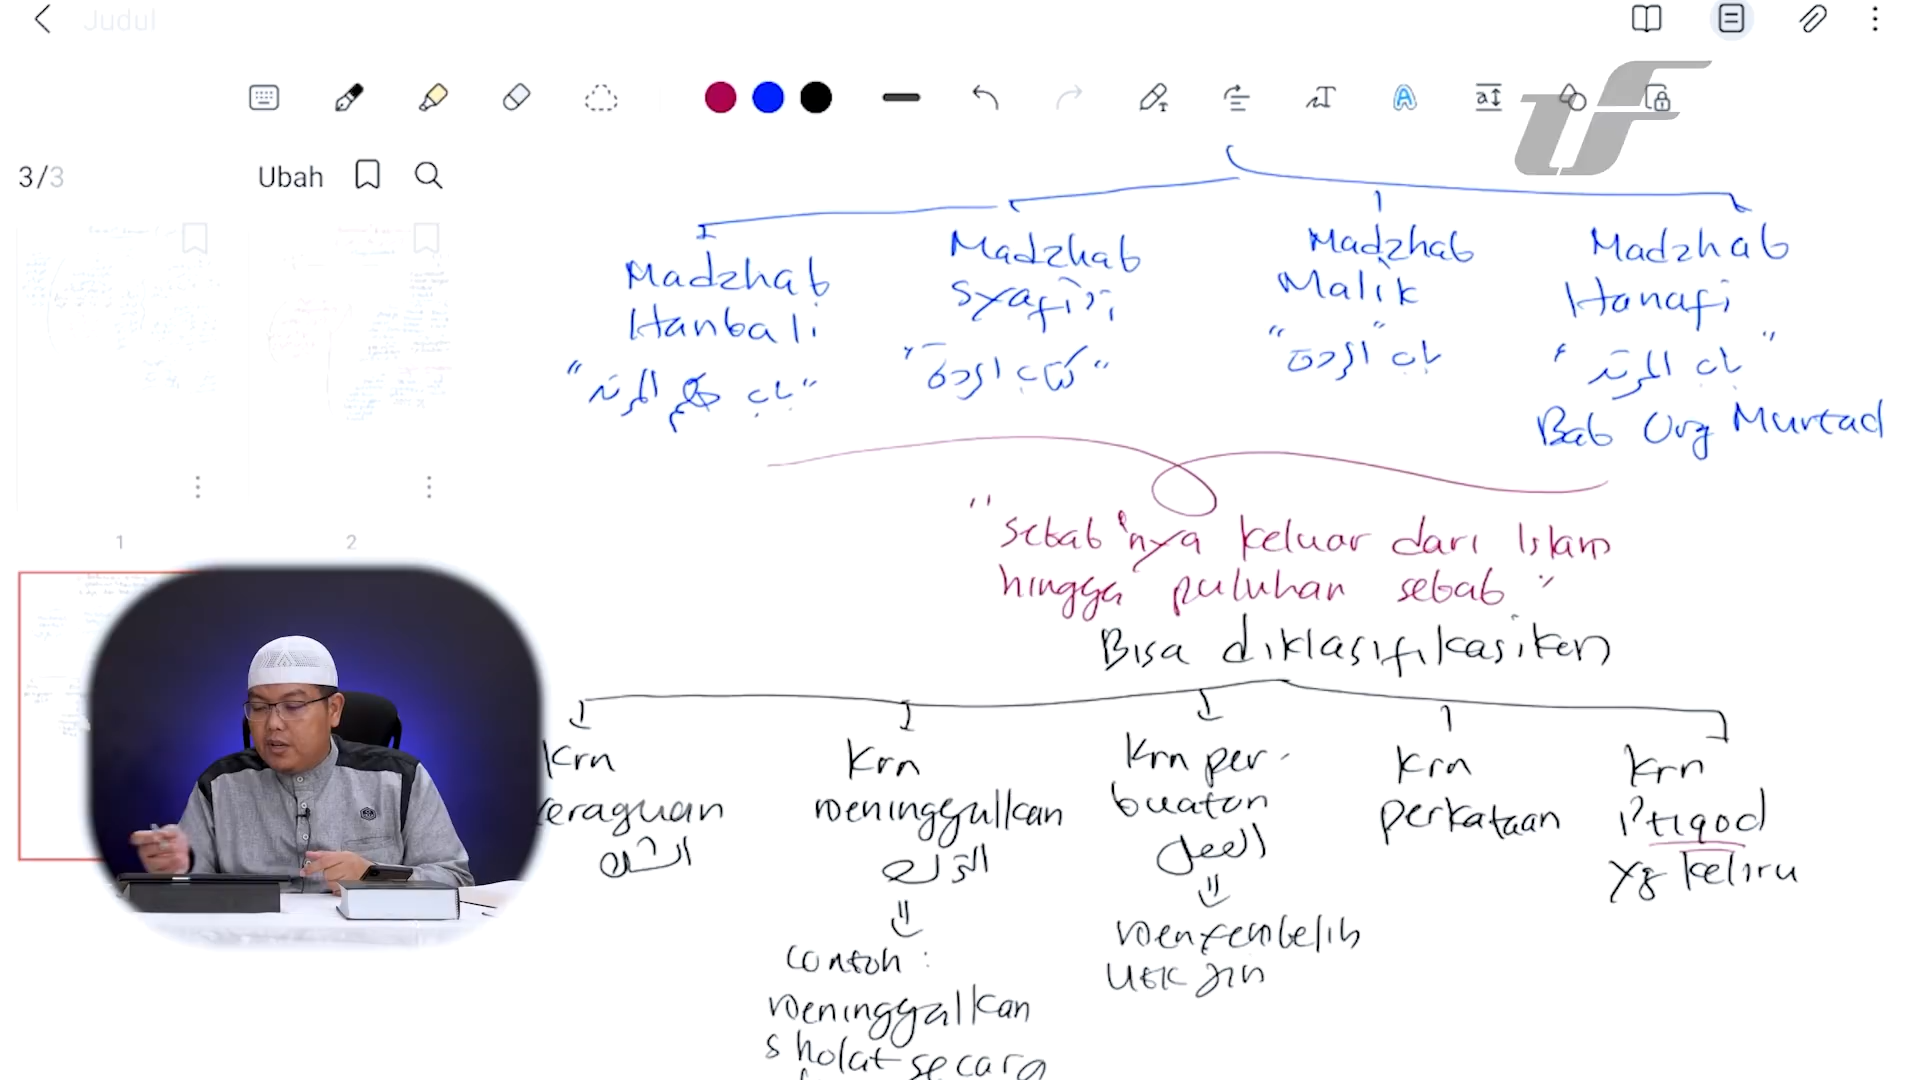 Judul
3/3
Ubah
1
2
Madzhab
Hanbali
"باب حكم المرتد"
Madzhab
Syafi'i
"كتاب الردة"
Madzhab
Malik
باب "الردة"
Madzhab
Hanafi
"باب المرتد"
Bab Org Murtad
"Sebab"nya keluar dari Islam
hingga puluhan sebab"
Bisa diklasifikasikan
Krn
keraguan
الشك
Krn
meninggalkan
الترك
contoh:
meninggalkan
sholat secara
Krn per-
buatan
الفعل
menyembelih
utk jin
Krn
perkataan
Krn
I'tiqod
yg keliru